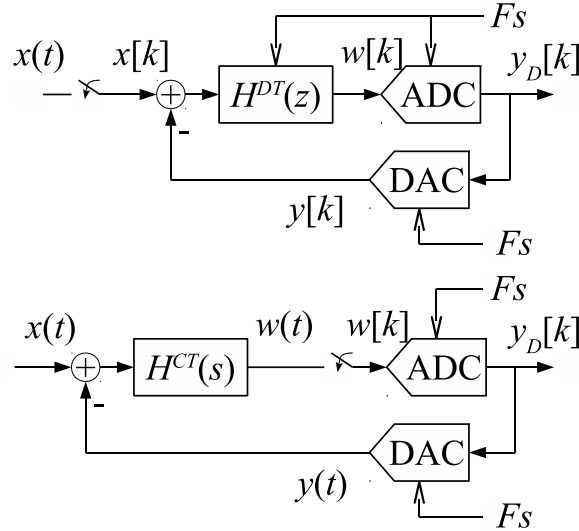 Fs
x(t) x[k] w[k] y_D[k]
+ H^DT(z) ADC
-
DAC
y[k]
Fs
Fs
x(t) w(t) w[k] y_D[k]
+ H^CT(s) ADC
-
DAC
y(t)
Fs